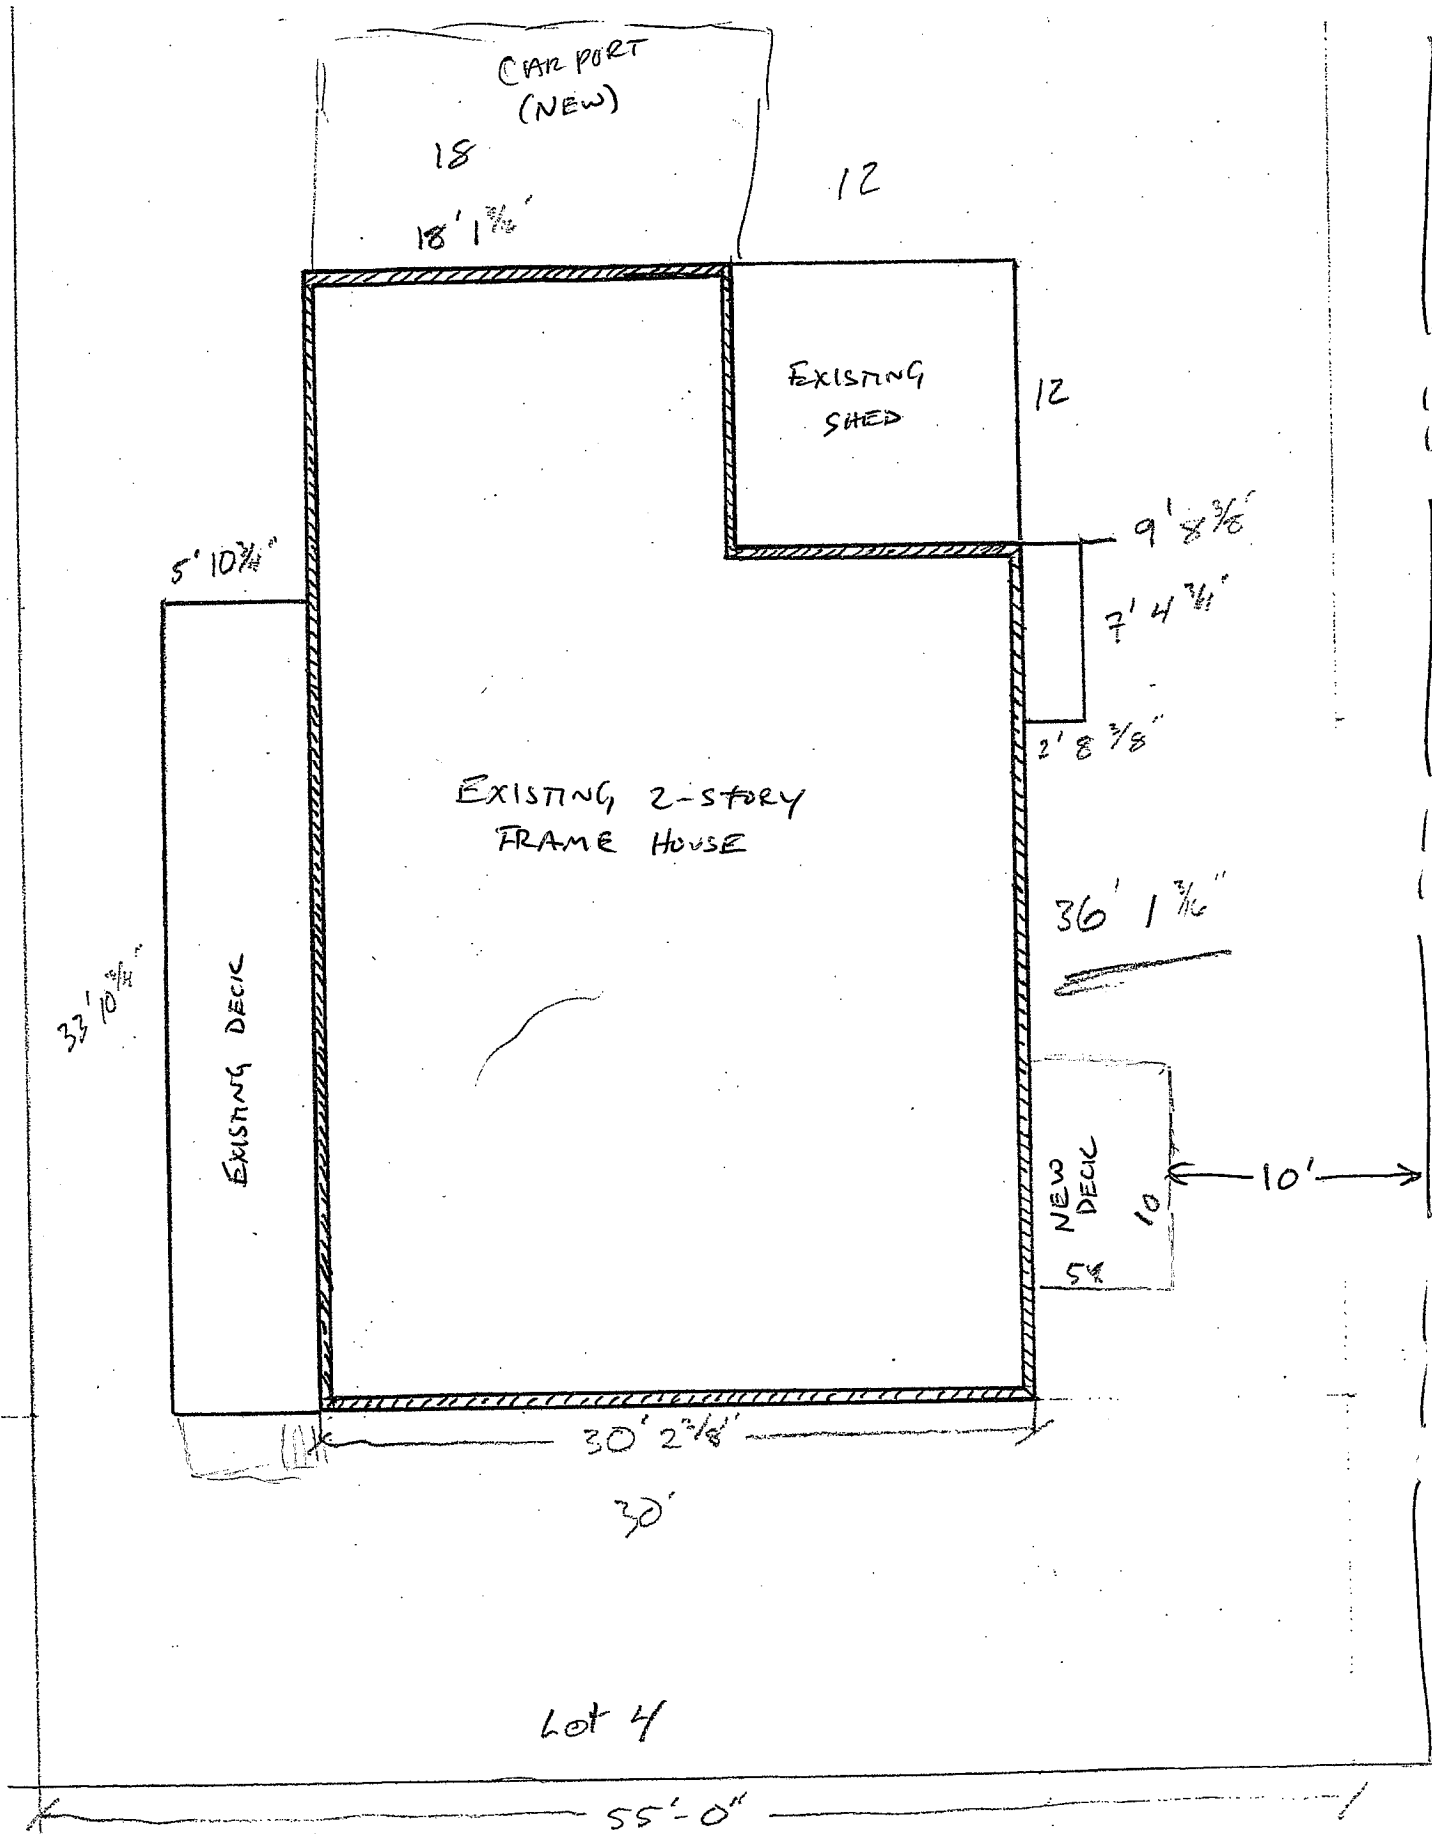 CAR PORT
(NEW)
18
12
18' 1 3/16"
EXISTING
SHED
12
9' 8 3/8"
5' 10 3/4"
7' 4 3/4"
2' 8 3/8"
EXISTING 2-STORY
FRAME HOUSE
36' 1 3/16"
33' 10 3/4"
EXISTING DECK
NEW
DECK
10
10'
5x
30' 2 3/8"
30'
Lot 4
55'-0"